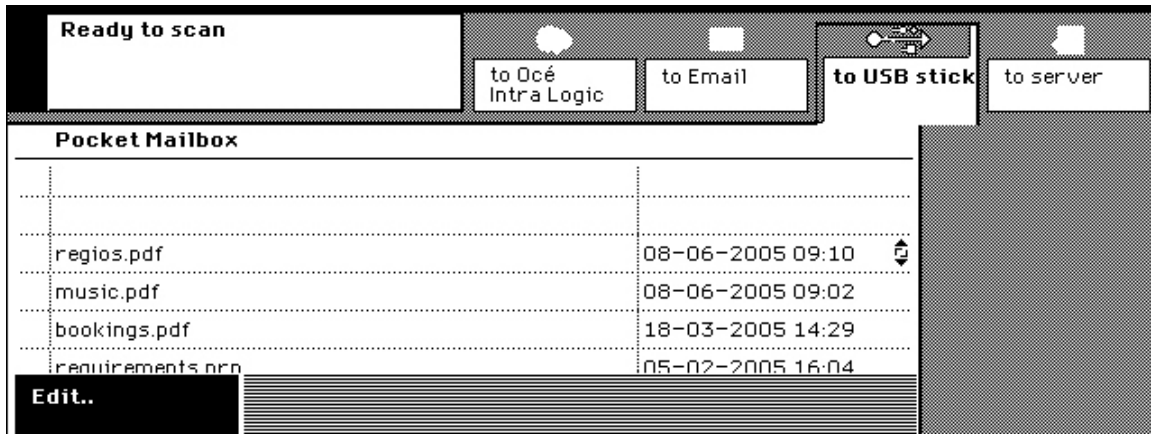 Ready to scan
to Océ
Intra Logic
to Email
to USB stick
to server
Pocket Mailbox
regios.pdf 08-06-2005 09:10
music.pdf 08-06-2005 09:02
bookings.pdf 18-03-2005 14:29
requirements.prn 05-02-2005 16:04
Edit..